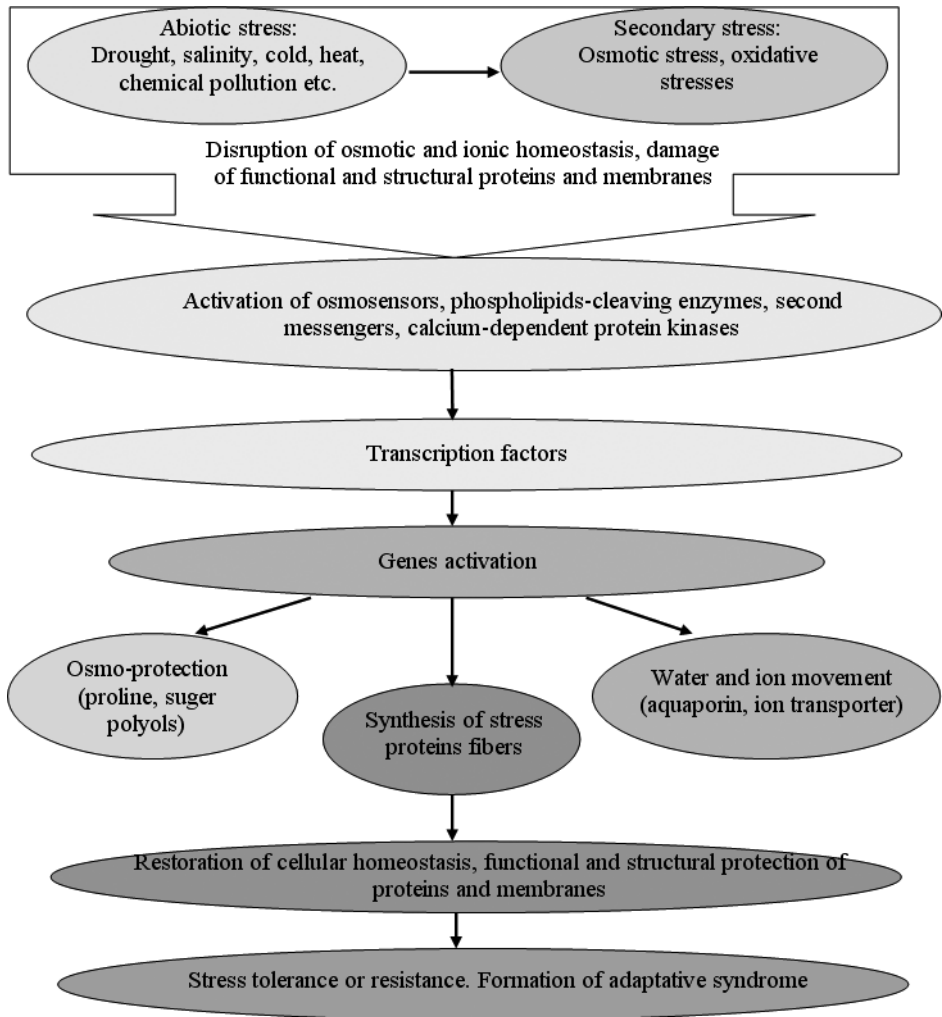 Abiotic stress:
Drought, salinity, cold, heat,
chemical pollution etc.
Secondary stress:
Osmotic stress, oxidative
stresses
Disruption of osmotic and ionic homeostasis, damage
of functional and structural proteins and membranes
Activation of osmosensors, phospholipids-cleaving enzymes, second
messengers, calcium-dependent protein kinases
Transcription factors
Genes activation
Osmo-protection
(proline, suger
polyols)
Synthesis of stress
proteins fibers
Water and ion movement
(aquaporin, ion transporter)
Restoration of cellular homeostasis, functional and structural protection of
proteins and membranes
Stress tolerance or resistance. Formation of adaptative syndrome